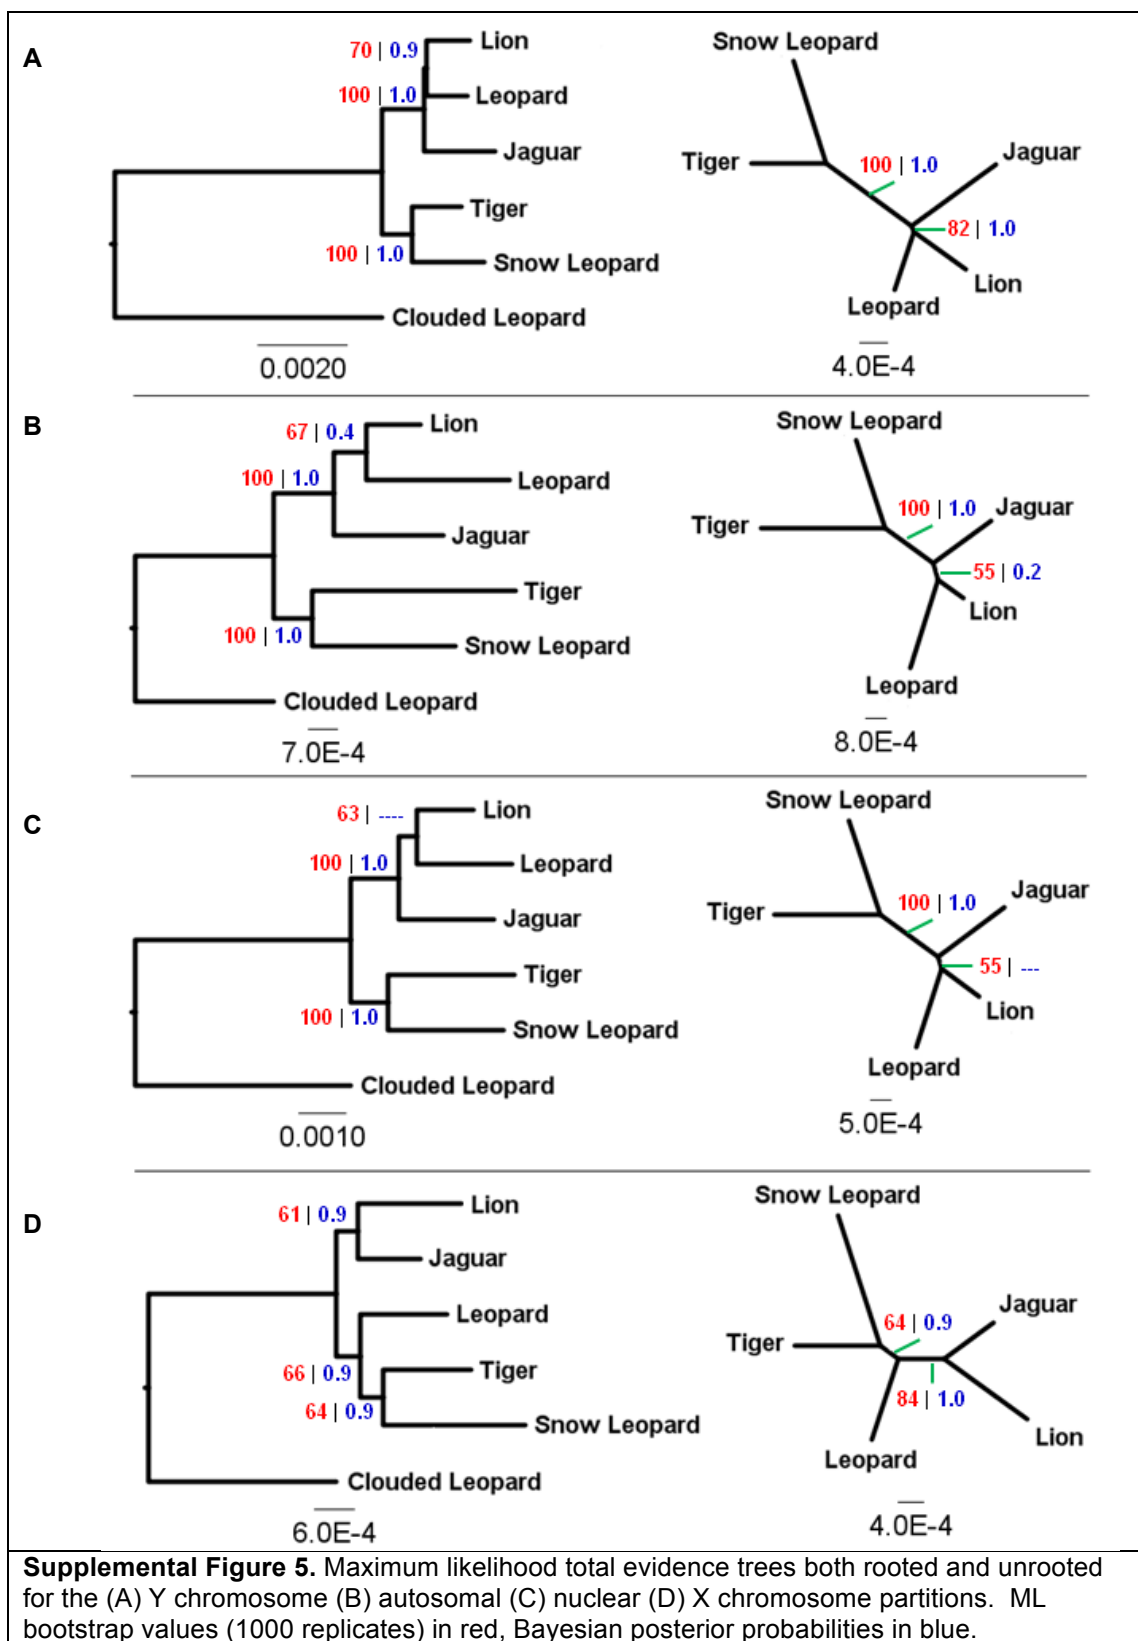 A
70 | 0.9
Lion
100 | 1.0
Leopard
Jaguar
Tiger
100 | 1.0
Snow Leopard
Clouded Leopard
0.0020
Snow Leopard
Tiger
100 | 1.0
Jaguar
82 | 1.0
Lion
Leopard
4.0E-4
B
67 | 0.4
Lion
100 | 1.0
Leopard
Jaguar
Tiger
100 | 1.0
Snow Leopard
Clouded Leopard
7.0E-4
Snow Leopard
Tiger
100 | 1.0
Jaguar
55 | 0.2
Lion
Leopard
8.0E-4
C
63 | ----
Lion
100 | 1.0
Leopard
Jaguar
Tiger
100 | 1.0
Snow Leopard
Clouded Leopard
0.0010
Snow Leopard
Tiger
100 | 1.0
Jaguar
55 | ---
Lion
Leopard
5.0E-4
D
61 | 0.9
Lion
Jaguar
Leopard
66 | 0.9
Tiger
64 | 0.9
Snow Leopard
Clouded Leopard
6.0E-4
Snow Leopard
Tiger
64 | 0.9
Jaguar
84 | 1.0
Lion
Leopard
4.0E-4
Supplemental Figure 5. Maximum likelihood total evidence trees both rooted and unrooted
for the (A) Y chromosome (B) autosomal (C) nuclear (D) X chromosome partitions. ML
bootstrap values (1000 replicates) in red, Bayesian posterior probabilities in blue.